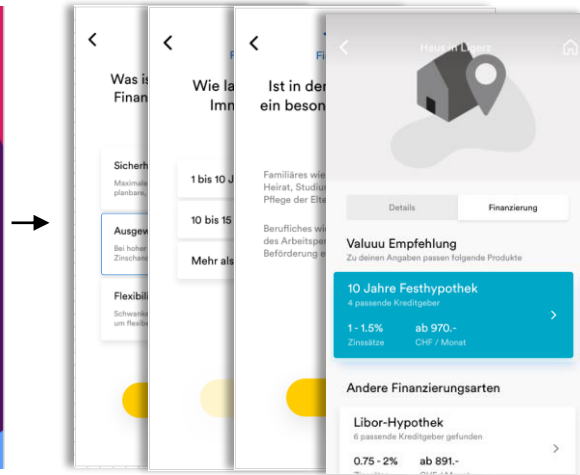 Was is
Finan
Sicherh
Maximale
planbare,
Ausgew
Bei hoher
Zinschan
Flexibili
Schwank
um flexibe
Wie la
Imm
1 bis 10 J
10 bis 15
Mehr als
Fi
Ist in der
ein beson
Familiäres wie
Heirat, Studiu
Pflege der Elte
Berufliches wi
des Arbeitsper
Beförderung e
Haus in Ligerz
Details Finanzierung
Valuuu Empfehlung
Zu deinen Angaben passen folgende Produkte
10 Jahre Festhypothek
4 passende Kreditgeber
1 - 1.5% ab 970.-
Zinssätze CHF / Monat
Andere Finanzierungsarten
Libor-Hypothek
6 passende Kreditgeber gefunden
0.75 - 2% ab 891.-